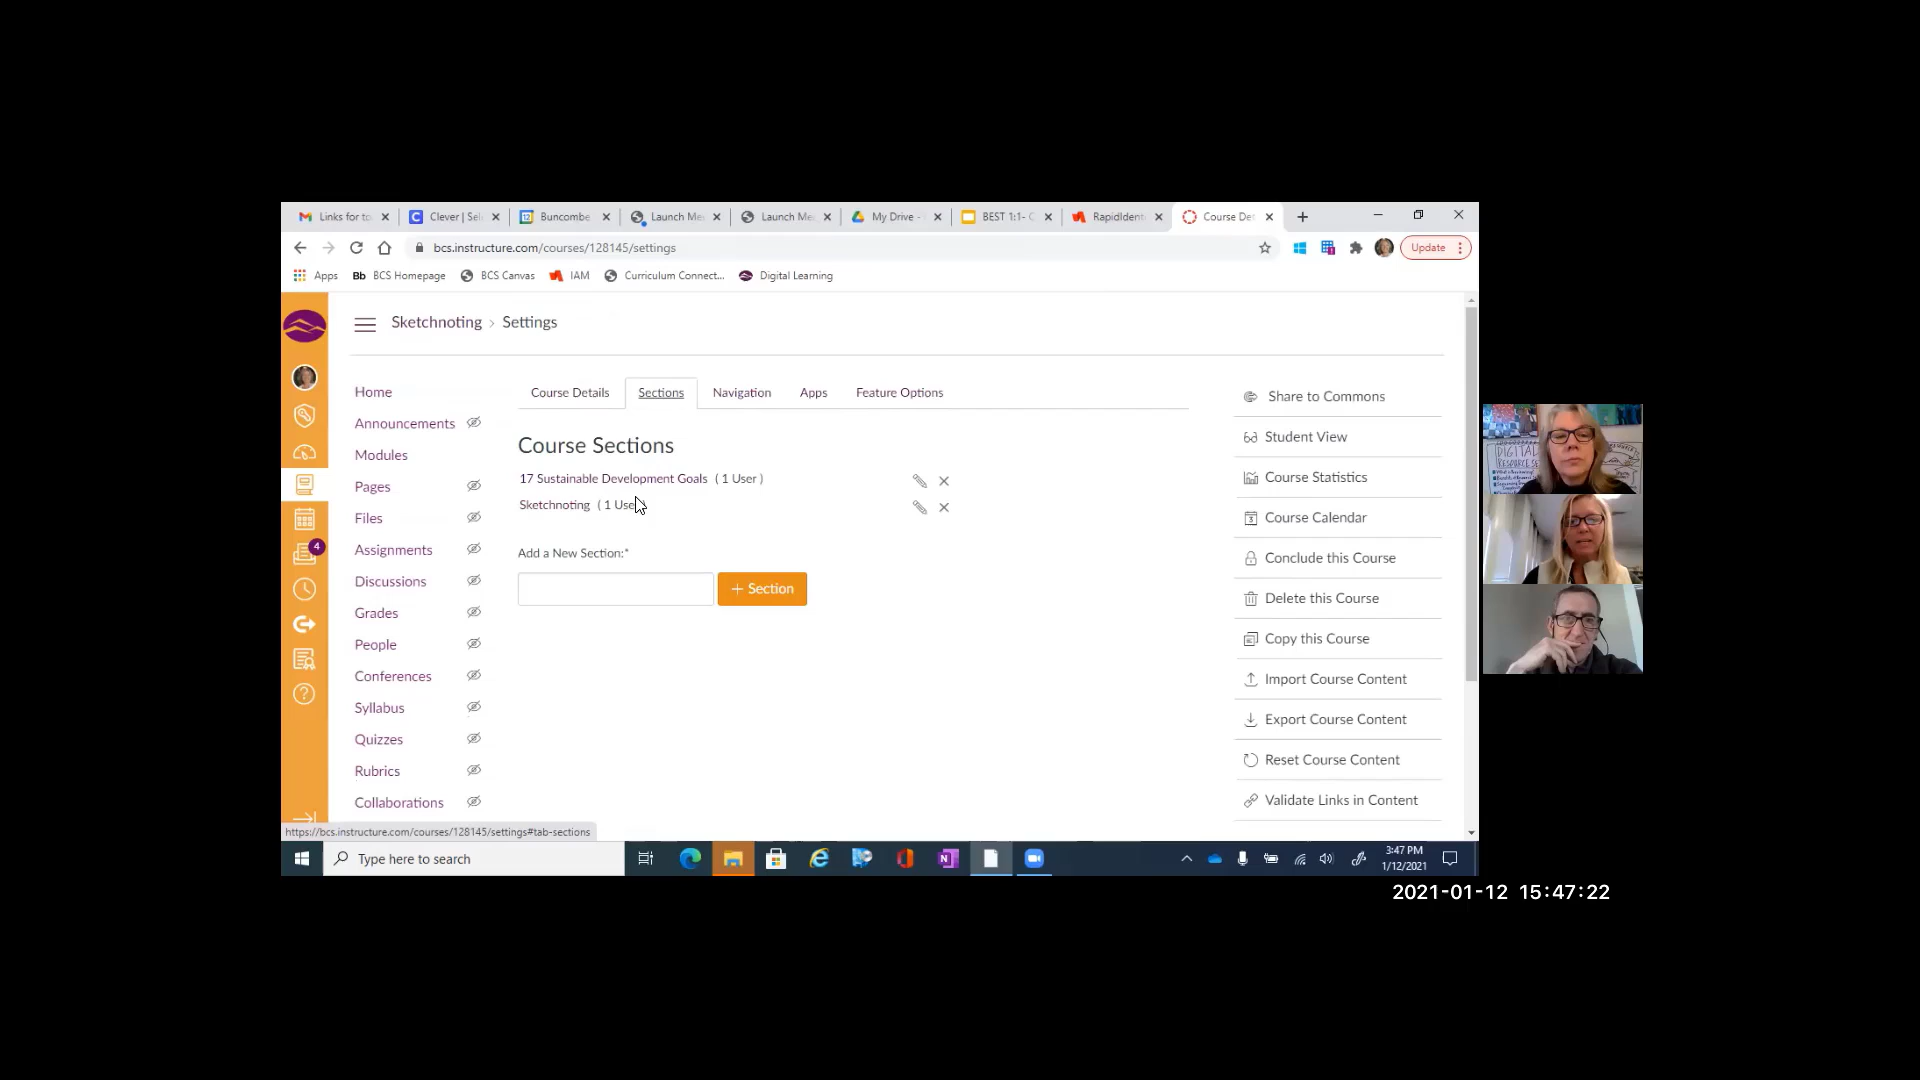 Links for to
Clever | Sel
Buncombe
Launch Me
Launch Me
My Drive -
BEST 1:1- C
RapidIdent
Course Det
bcs.instructure.com/courses/128145/settings
Update
Apps
Bb BCS Homepage
BCS Canvas
IAM
Curriculum Connect...
Digital Learning
Sketchnoting › Settings
Home
Announcements
Modules
Pages
Files
Assignments
4
Discussions
Grades
People
Conferences
Syllabus
Quizzes
Rubrics
Collaborations
Course Details
Sections
Navigation
Apps
Feature Options
Course Sections
17 Sustainable Development Goals ( 1 User )
Sketchnoting ( 1 User )
Add a New Section:*
+ Section
Share to Commons
Student View
Course Statistics
Course Calendar
Conclude this Course
Delete this Course
Copy this Course
Import Course Content
Export Course Content
Reset Course Content
Validate Links in Content
DIGITAL
https://bcs.instructure.com/courses/128145/settings#tab-sections
Type here to search
3:47 PM
1/12/2021
2021-01-12 15:47:22